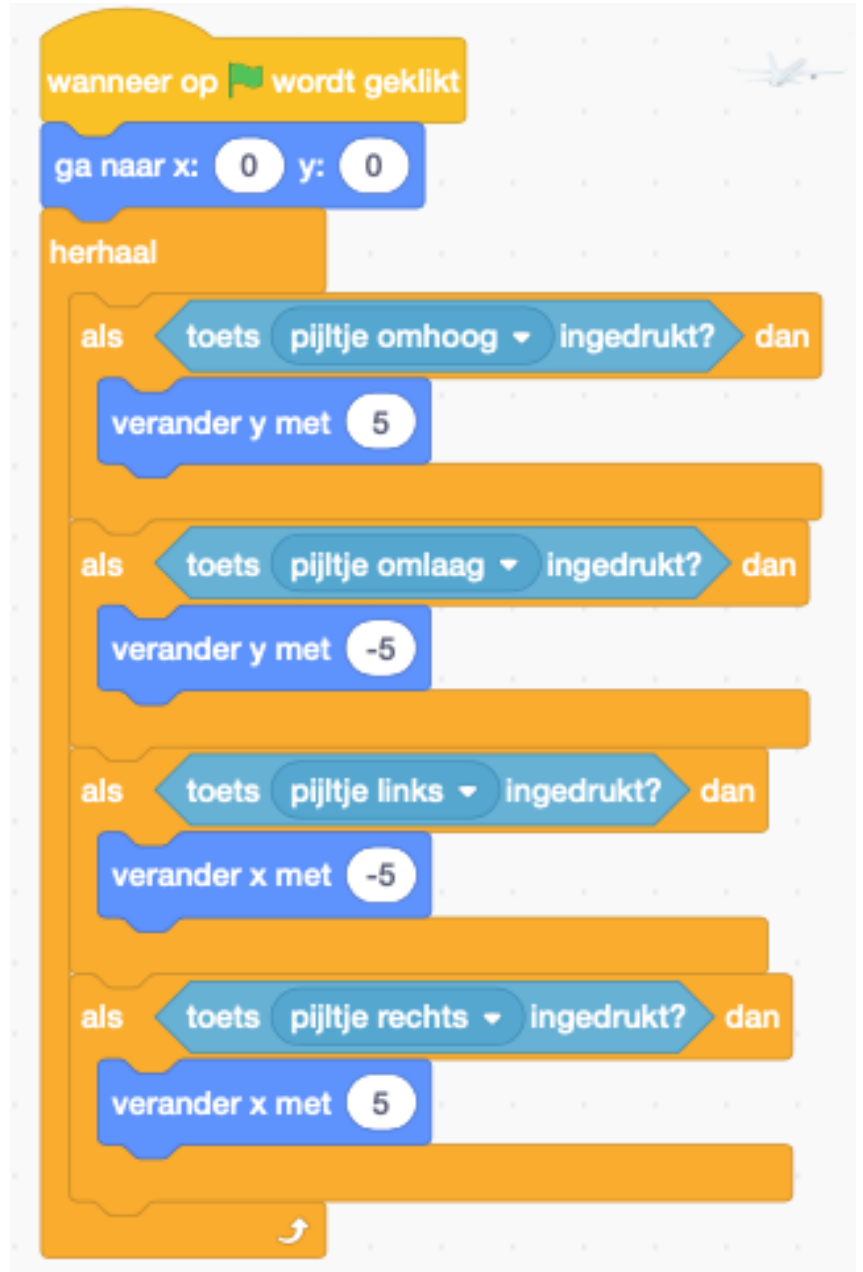 wanneer op wordt geklikt
ga naar x: 0 y: 0
herhaal
als toets pijltje omhoog ingedrukt? dan
verander y met 5
als toets pijltje omlaag ingedrukt? dan
verander y met -5
als toets pijltje links ingedrukt? dan
verander x met -5
als toets pijltje rechts ingedrukt? dan
verander x met 5